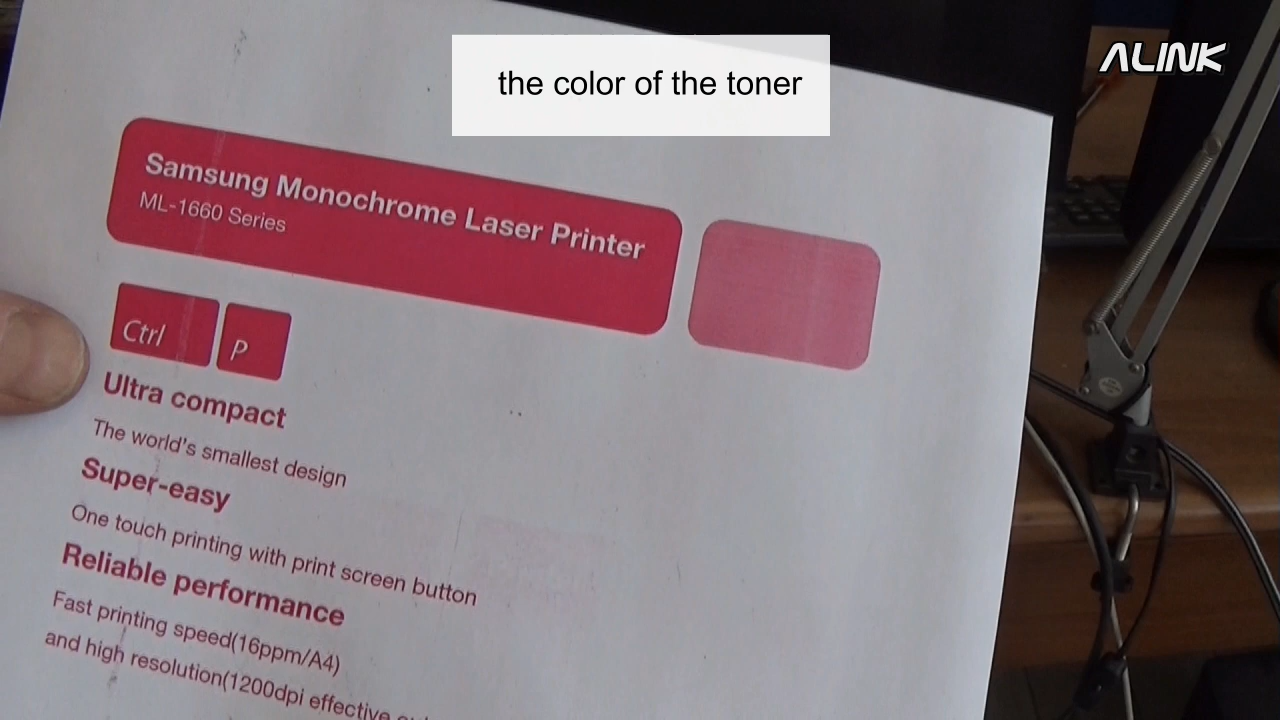 the color of the toner
ALINK
Samsung Monochrome Laser Printer
ML-1660 Series
Ctrl
P
Ultra compact
The world's smallest design
Super-easy
One touch printing with print screen button
Reliable performance
Fast printing speed(16ppm/A4)
and high resolution(1200dpi effective